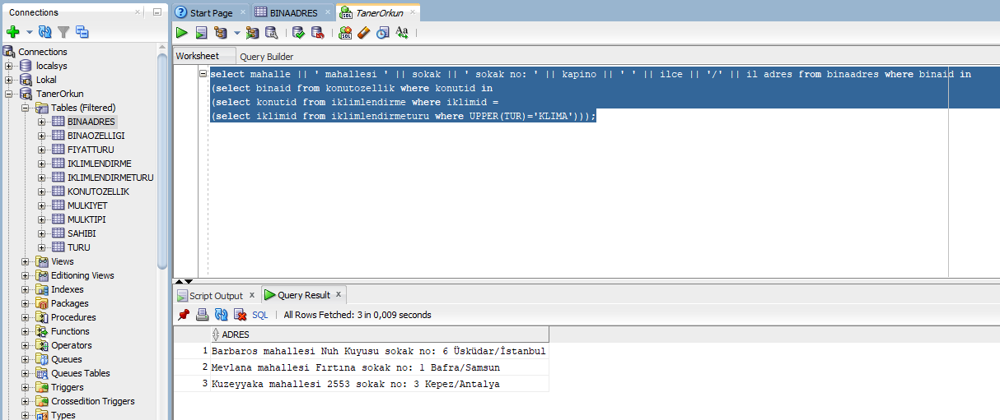 Connections
Start Page
BINAADRES
TanerOrkun
Worksheet
Query Builder
Connections
localsys
Lokal
TanerOrkun
Tables (Filtered)
BINAADRES
BINAOZELLIGI
FIYATTURU
IKLIMLENDIRME
IKLIMLENDIRMETURU
KONUTOZELLIK
MULKIYET
MULKTIPI
SAHIBI
TURU
Views
Editioning Views
Indexes
Packages
Procedures
Functions
Operators
Queues
Queues Tables
Triggers
Crossedition Triggers
Types
select mahalle || ' mahallesi ' || sokak || ' sokak no: ' || kapino || ' ' || ilce || '/' || il adres from binaadres where binaid in
(select binaid from konutozellik where konutid in
(select konutid from iklimlendirme where iklimid =
(select iklimid from iklimlendirmeturu where UPPER(TUR)='KLIMA')));
Script Output x
Query Result x
SQL | All Rows Fetched: 3 in 0,009 seconds
ADRES
1 Barbaros mahallesi Nuh Kuyusu sokak no: 6 Üsküdar/İstanbul
2 Mevlana mahallesi Fırtına sokak no: 1 Bafra/Samsun
3 Kuzeyyaka mahallesi 2553 sokak no: 3 Kepez/Antalya